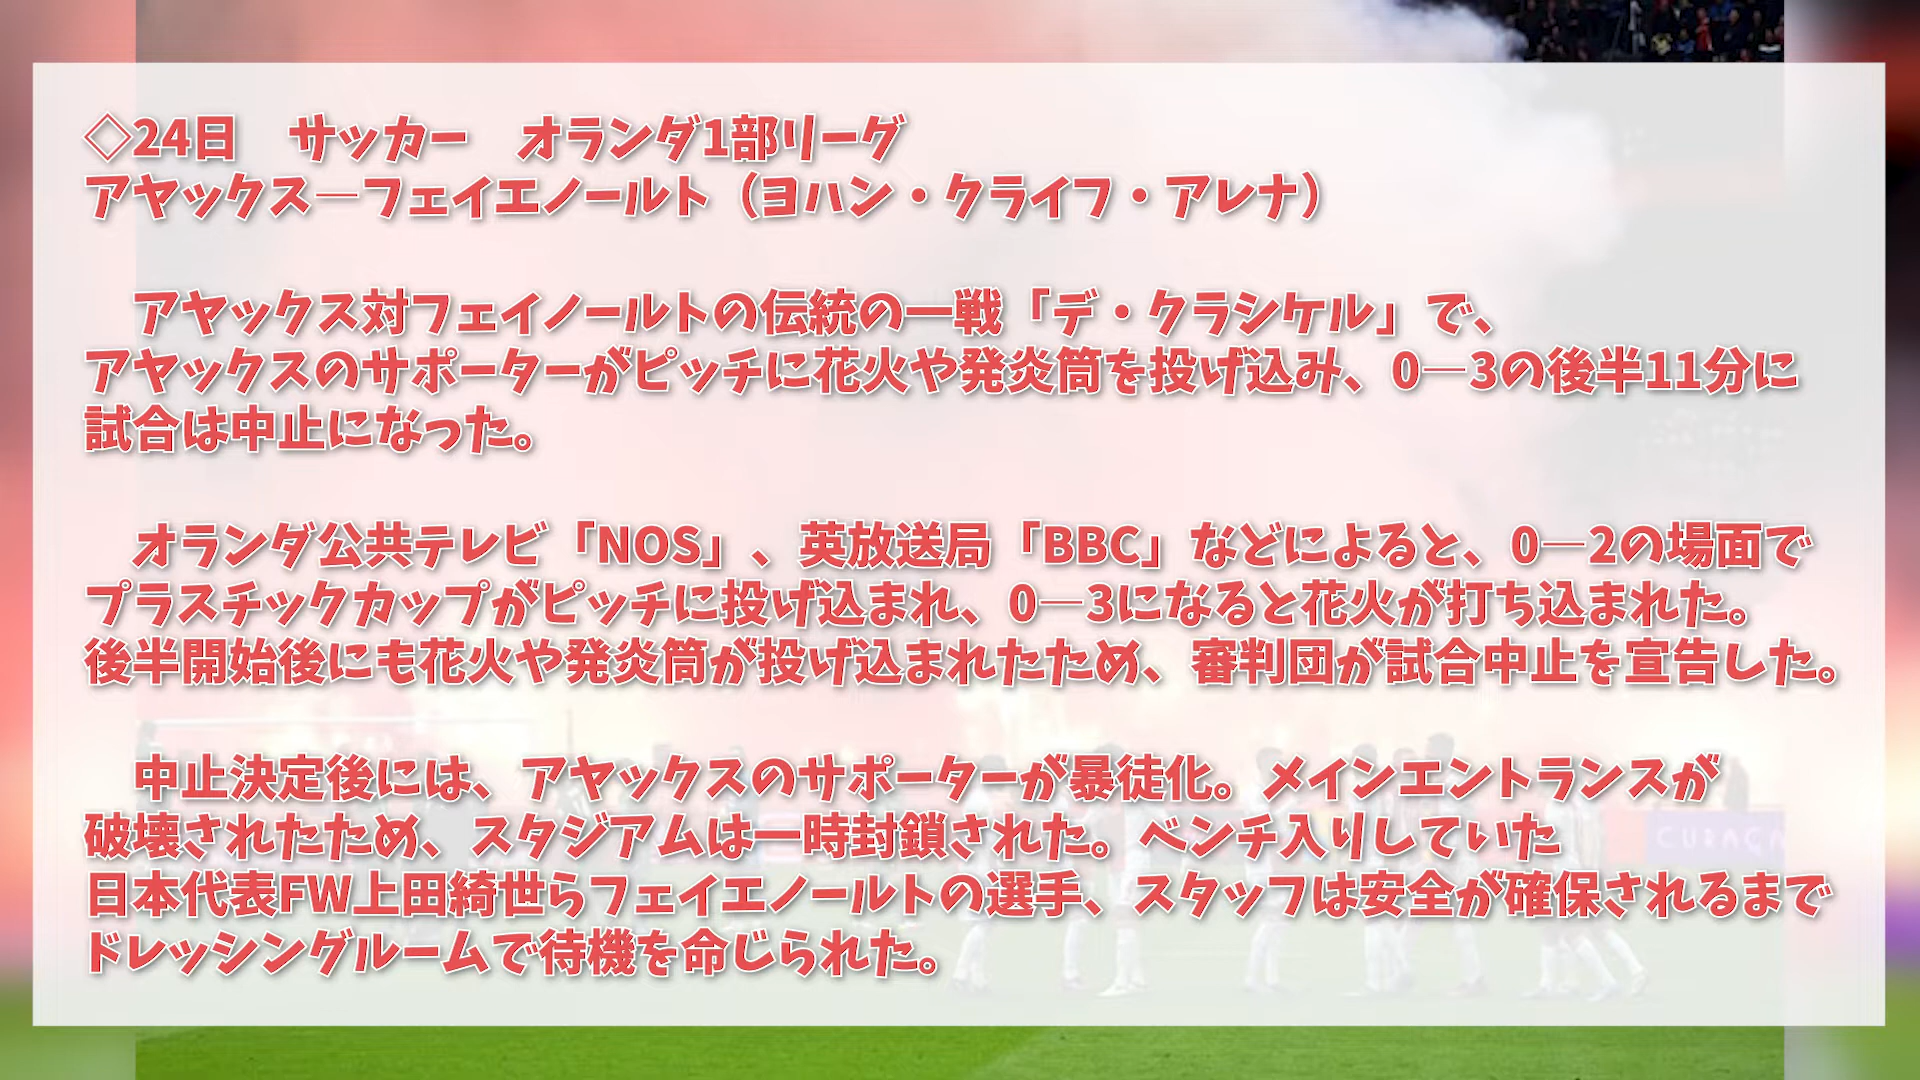 ◇24日　サッカー　オランダ1部リーグ
アヤックス―フェイエノールト（ヨハン・クライフ・アレナ）
アヤックス対フェイノールトの伝統の一戦「デ・クラシケル」で、
アヤックスのサポーターがピッチに花火や発炎筒を投げ込み、0―3の後半11分に
試合は中止になった。
オランダ公共テレビ「NOS」、英放送局「BBC」などによると、0―2の場面で
プラスチックカップがピッチに投げ込まれ、0―3になると花火が打ち込まれた。
後半開始後にも花火や発炎筒が投げ込まれたため、審判団が試合中止を宣告した。
中止決定後には、アヤックスのサポーターが暴徒化。メインエントランスが
破壊されたため、スタジアムは一時封鎖された。ベンチ入りしていた
日本代表FW上田綺世らフェイエノールトの選手、スタッフは安全が確保されるまで
ドレッシングルームで待機を命じられた。
CURAÇA